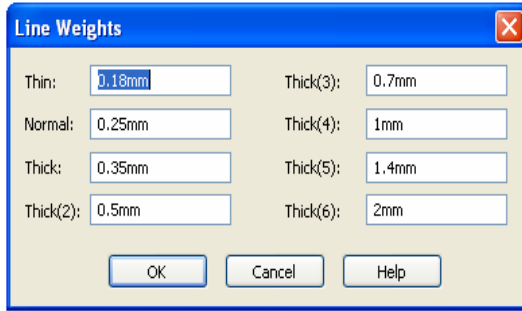 Line Weights
Thin: 0.18mm Thick(3): 0.7mm
Normal: 0.25mm Thick(4): 1mm
Thick: 0.35mm Thick(5): 1.4mm
Thick(2): 0.5mm Thick(6): 2mm
OK Cancel Help